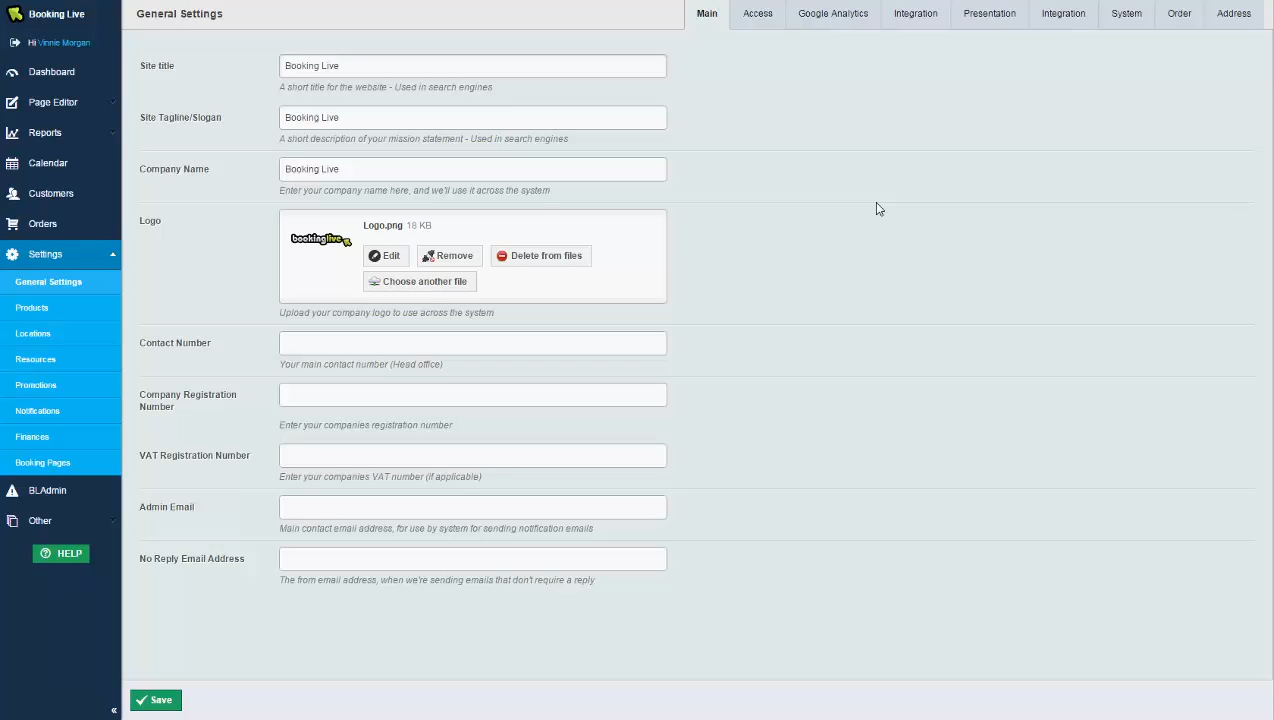 Booking Live
General Settings
Main
Access
Google Analytics
Integration
Presentation
Integration
System
Order
Address
Hi Vinnie Morgan
Dashboard
Page Editor
Reports
Calendar
Customers
Orders
Settings
General Settings
Products
Locations
Resources
Promotions
Notifications
Finances
Booking Pages
BLAdmin
Other
HELP
«
Site title
Booking Live
A short title for the website - Used in search engines
Site Tagline/Slogan
Booking Live
A short description of your mission statement - Used in search engines
Company Name
Booking Live
Enter your company name here, and we'll use it across the system
Logo
bookinglive
Logo.png 18 KB
Edit
Remove
Delete from files
Choose another file
Upload your company logo to use across the system
Contact Number
Your main contact number (Head office)
Company Registration
Number
Enter your companies registration number
VAT Registration Number
Enter your companies VAT number (if applicable)
Admin Email
Main contact email address, for use by system for sending notification emails
No Reply Email Address
The from email address, when we're sending emails that don't require a reply
Save